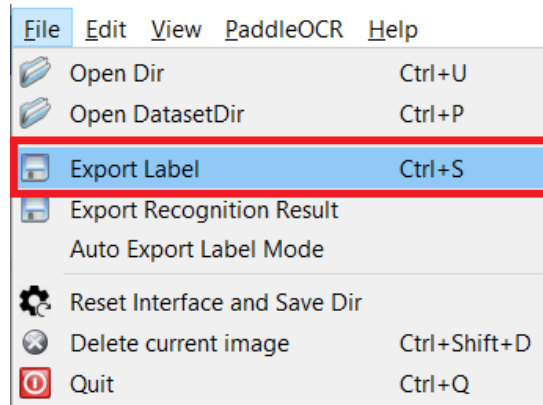 File Edit View PaddleOCR Help
Open Dir Ctrl+U
Open DatasetDir Ctrl+P
Export Label Ctrl+S
Export Recognition Result
Auto Export Label Mode
Reset Interface and Save Dir
Delete current image Ctrl+Shift+D
Quit Ctrl+Q